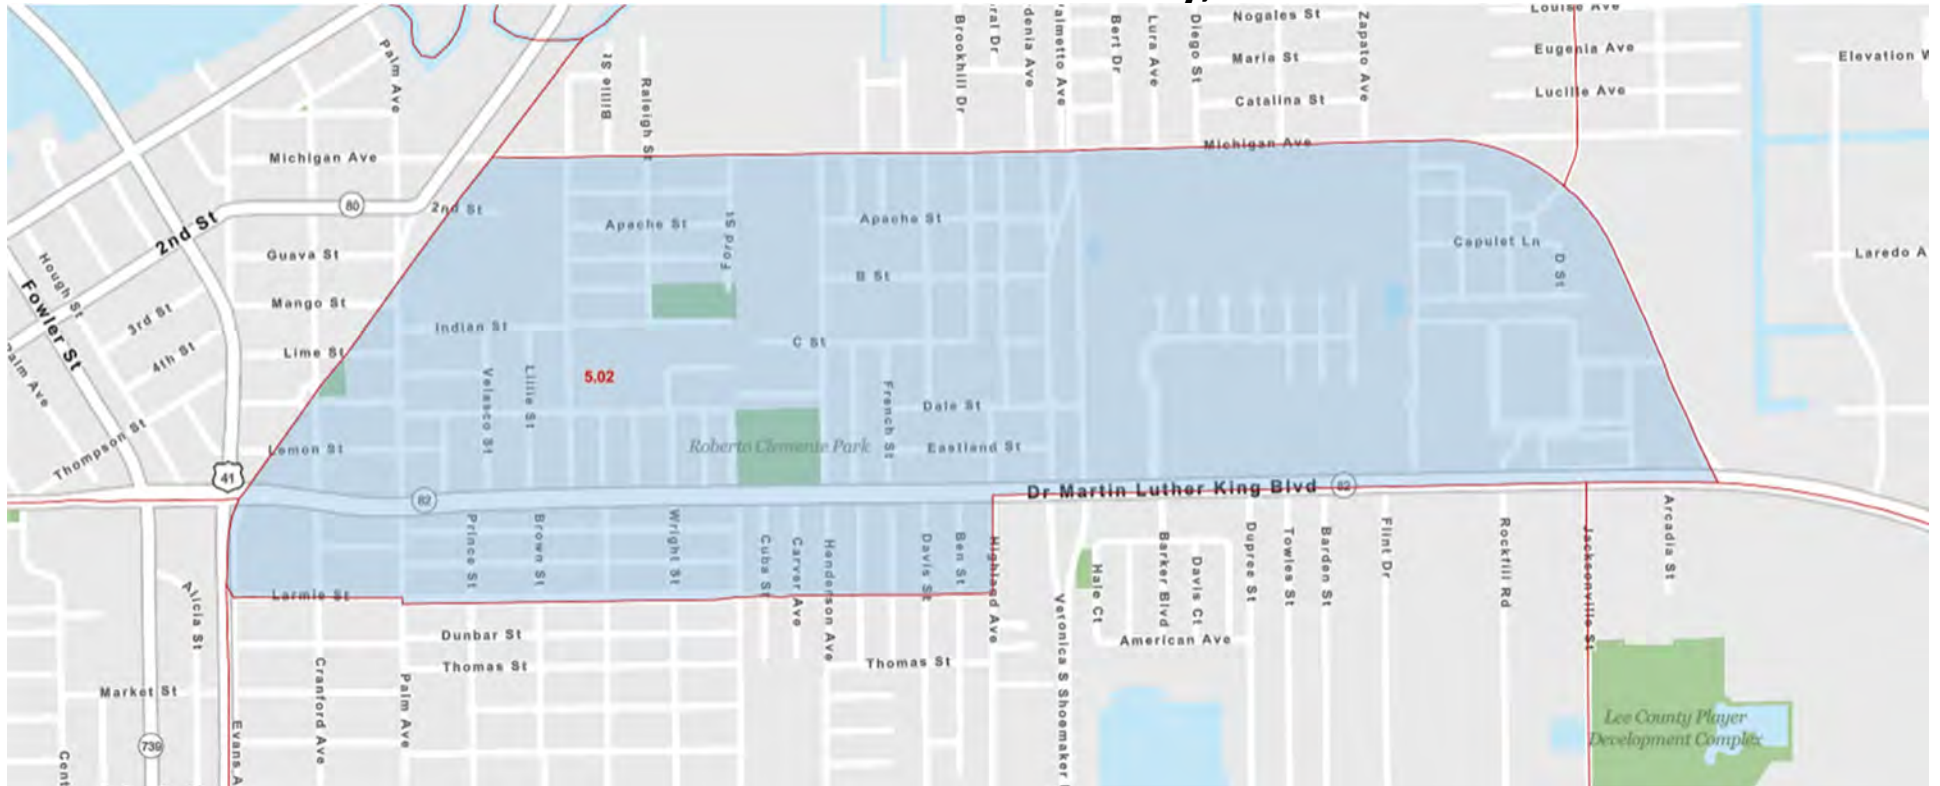 Louise Ave
Nogales St
Zapato Ave
Diego St
Lura Ave
Bert Dr
Brookhill Dr
Palm Ave
Billie St
Raleigh St
Eugenia Ave
Elevation
Maria St
Lucille Ave
Catalina St
Michigan Ave
Michigan Ave
80
2nd St
2nd St
Apache St
Ford St
Apache St
Capulet Ln
D St
Laredo A
Guava St
Hough St
Fowler St
B St
Mango St
3rd St
Indian St
C St
4th St
Lime St
Palm Ave
5.02
Velasco St
Lillie St
French St
Dale St
Roberto Clemente Park
Eastland St
Lemon St
Thompson St
41
82
Dr Martin Luther King Blvd
82
Prince St
Brown St
Wright St
Cubs St
Carver Ave
Henderson Ave
Davis St
Ben St
Highland Ave
Hale Ct
Barker Blvd
Davis Ct
Dupree St
Towles St
Barden St
Flint Dr
Rockfill Rd
Jacksonville St
Arcadia St
Alicia St
Larmie St
Dunbar St
Thomas St
Thomas St
American Ave
Veronica S Shoemaker
Market St
Cranford Ave
Palm Ave
Evans A
Cent
739
Lee County Player
Development Complex